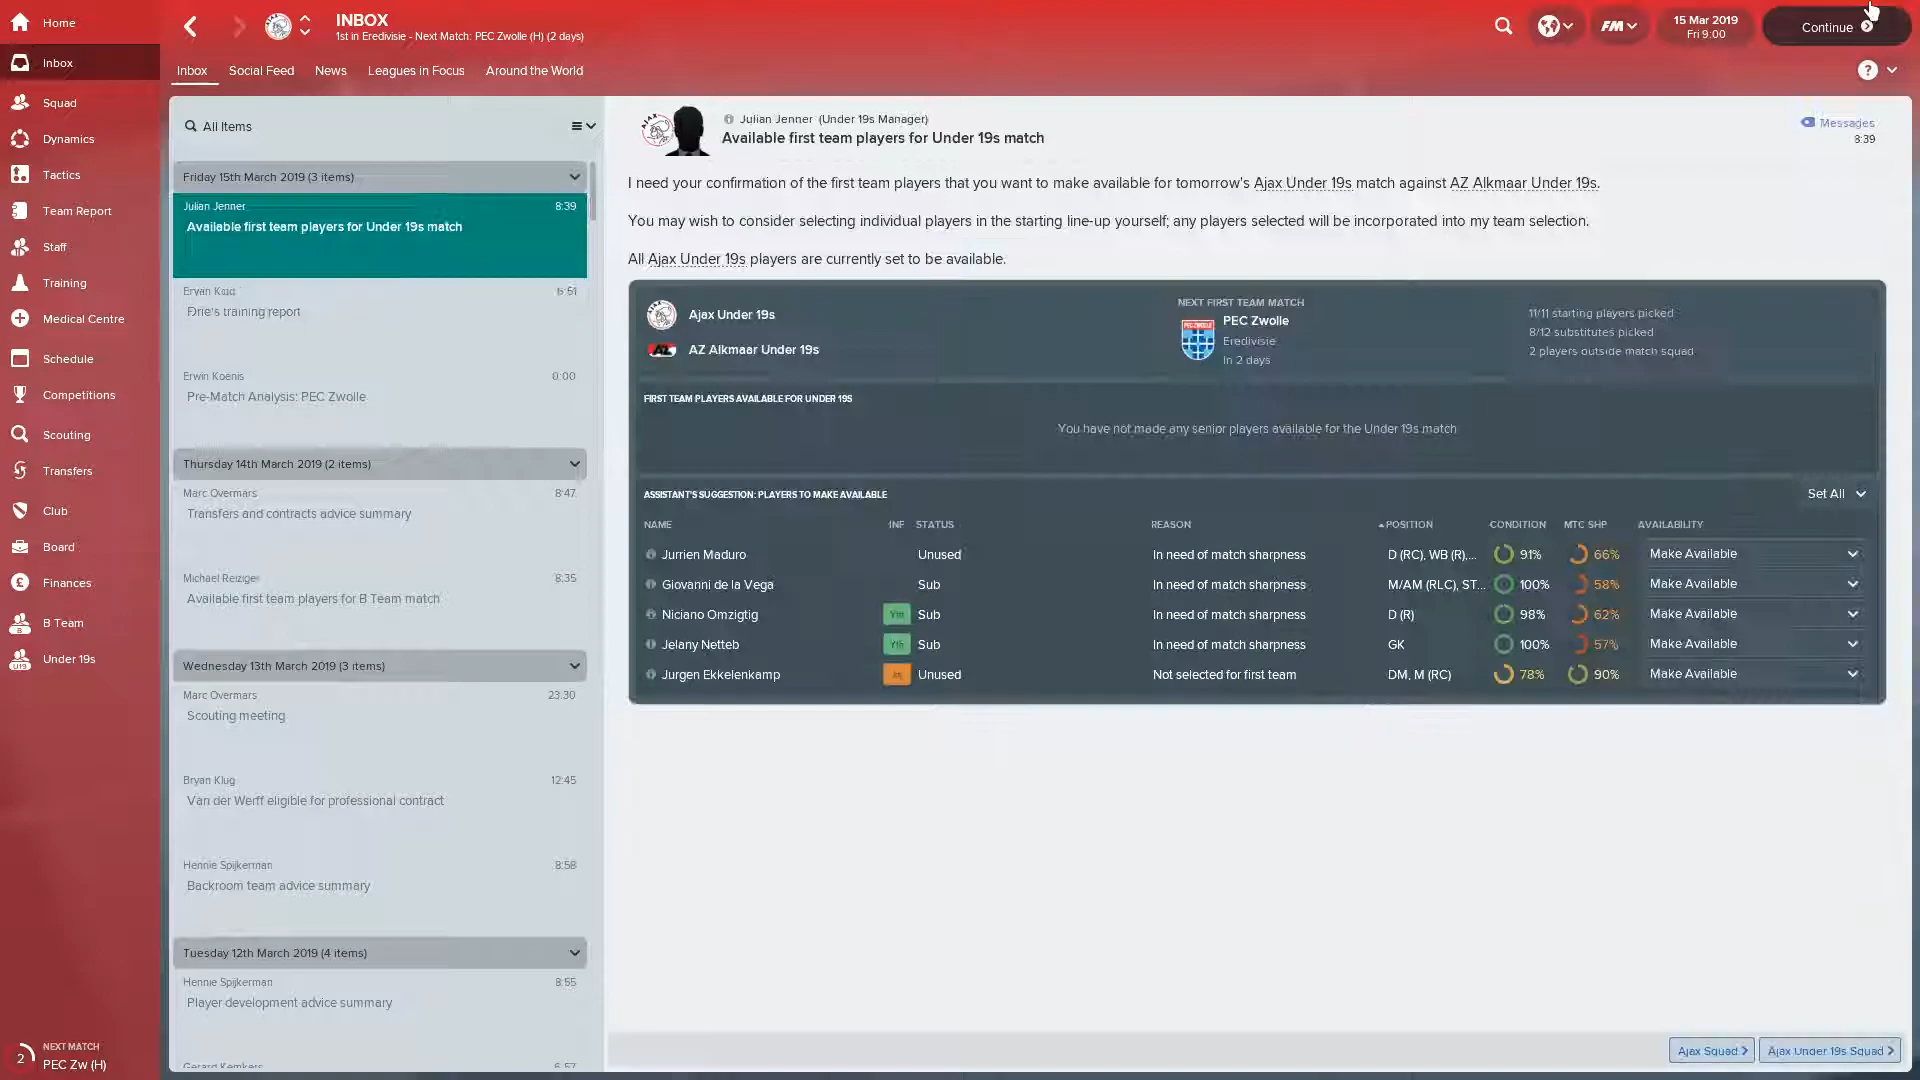 Home
Inbox
Squad
Dynamics
Tactics
Team Report
Staff
Training
Medical Centre
Schedule
Competitions
Scouting
Transfers
Club
Board
Finances
B Team
Under 19s
2
NEXT MATCH
PEC Zw (H)
INBOX
1st in Eredivisie - Next Match: PEC Zwolle (H) (2 days)
FM
15 Mar 2019
Fri 9:00
Continue
Inbox Social Feed News Leagues in Focus Around the World
?
All Items
Friday 15th March 2019 (3 items)
Julian Jenner 8:39
Available first team players for Under 19s match
training report
Erwin Koenis 0:00
Pre-Match Analysis: PEC Zwolle
Thursday 14th March 2019 (2 items)
Marc Overmars 8:47
Transfers and contracts advice summary
Michael Reiziger 8:35
Available first team players for B Team match
Wednesday 13th March 2019 (3 items)
Marc Overmars 23:30
Scouting meeting
Bryan Klug 12:45
Van der Werff eligible for professional contract
Hennie Spijkerman 8:58
Backroom team advice summary
Tuesday 12th March 2019 (4 items)
Hennie Spijkerman 8:55
Player development advice summary
Julian Jenner (Under 19s Manager)
Available first team players for Under 19s match
Messages
8:39
I need your confirmation of the first team players that you want to make available for tomorrow's Ajax Under 19s match against AZ Alkmaar Under 19s.
You may wish to consider selecting individual players in the starting line-up yourself; any players selected will be incorporated into my team selection.
All Ajax Under 19s players are currently set to be available.
Ajax Under 19s
AZ Alkmaar Under 19s
NEXT FIRST TEAM MATCH
PEC Zwolle
Eredivisie
In 2 days
11/11 starting players picked
8/12 substitutes picked
2 players outside match squad
FIRST TEAM PLAYERS AVAILABLE FOR UNDER 19S
You have not made any senior players available for the Under 19s match
ASSISTANT'S SUGGESTION: PLAYERS TO MAKE AVAILABLE
Set All
NAME INF STATUS REASON POSITION CONDITION MTC SHP AVAILABILITY
Jurrien Maduro Unused In need of match sharpness D (RC), WB (R),... 91% 66% Make Available
Giovanni de la Vega Sub In need of match sharpness M/AM (RLC), ST... 100% 58% Make Available
Niciano Omzigtig Sub In need of match sharpness D (R) 98% 62% Make Available
Jelany Netteb Sub In need of match sharpness GK 100% 57% Make Available
Jurgen Ekkelenkamp Unused Not selected for first team DM, M (RC) 78% 90% Make Available
Ajax Squad
Ajax Under 19s Squad